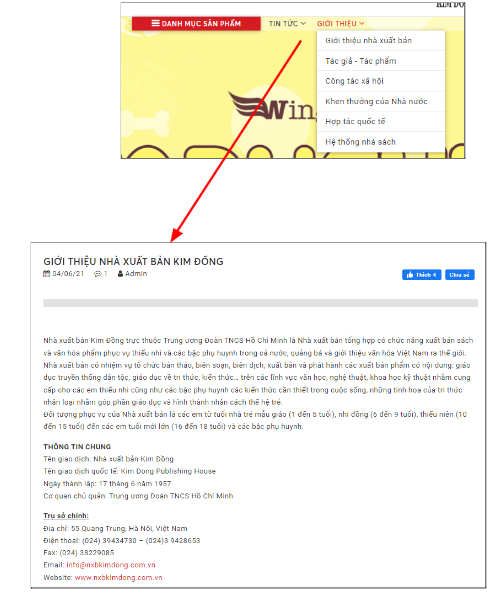 KIM ĐỒ
DANH MỤC SẢN PHẨM
TIN TỨC
GIỚI THIỆU
Giới thiệu nhà xuất bản
Tác giả - Tác phẩm
Công tác xã hội
Khen thưởng của Nhà nước
Hợp tác quốc tế
Hệ thống nhà sách
Win
GIỚI THIỆU NHÀ XUẤT BẢN KIM ĐỒNG
04/06/21 1 Admin
Thích 4 Chia sẻ
Nhà xuất bản Kim Đồng trực thuộc Trung ương Đoàn TNCS Hồ Chí Minh là Nhà xuất bản tổng hợp có chức năng xuất bản sách
và văn hóa phẩm phục vụ thiếu nhi và các bậc phụ huynh trong cả nước, quảng bá và giới thiệu văn hóa Việt Nam ra thế giới.
Nhà xuất bản có nhiệm vụ tổ chức bản thảo, biên soạn, biên dịch, xuất bản và phát hành các xuất bản phẩm có nội dung: giáo
dục truyền thống dân tộc, giáo dục về tri thức, kiến thức… trên các lĩnh vực văn học, nghệ thuật, khoa học kỹ thuật nhằm cung
cấp cho các em thiếu nhi cũng như các bậc phụ huynh các kiến thức cần thiết trong cuộc sống, những tinh hoa của tri thức
nhân loại nhằm góp phần giáo dục và hình thành nhân cách thế hệ trẻ.
Đối tượng phục vụ của Nhà xuất bản là các em từ tuổi nhà trẻ mẫu giáo (1 đến 5 tuổi), nhi đồng (6 đến 9 tuổi), thiếu niên (10
đến 15 tuổi) đến các em tuổi mới lớn (16 đến 18 tuổi) và các bậc phụ huynh.
THÔNG TIN CHUNG
Tên giao dịch: Nhà xuất bản Kim Đồng
Tên giao dịch quốc tế: Kim Dong Publishing House
Ngày thành lập: 17 tháng 6 năm 1957
Cơ quan chủ quản: Trung ương Đoàn TNCS Hồ Chí Minh
Trụ sở chính:
Địa chỉ: 55 Quang Trung, Hà Nội, Việt Nam
Điện thoại: (024) 39434730 – (024)3 9428653
Fax: (024) 38229085
Email: info@nxbkimdong.com.vn
Website: www.nxbkimdong.com.vn